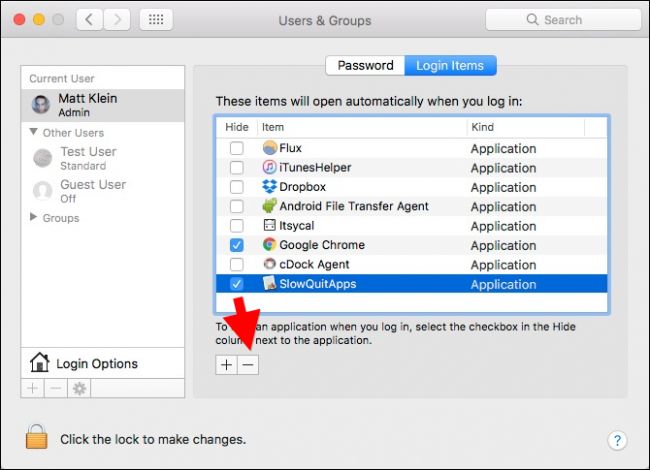 Users & Groups
Search
Password
Login Items
Current User
Matt Klein
Admin
Other Users
Test User
Standard
Guest User
Off
Groups
Login Options
These items will open automatically when you log in:
Hide Item Kind
Flux Application
iTunesHelper Application
Dropbox Application
Android File Transfer Agent Application
Itsycal Application
Google Chrome Application
cDock Agent Application
SlowQuitApps Application
To an application when you log in, select the checkbox in the Hide
column next to the application.
Click the lock to make changes.
?